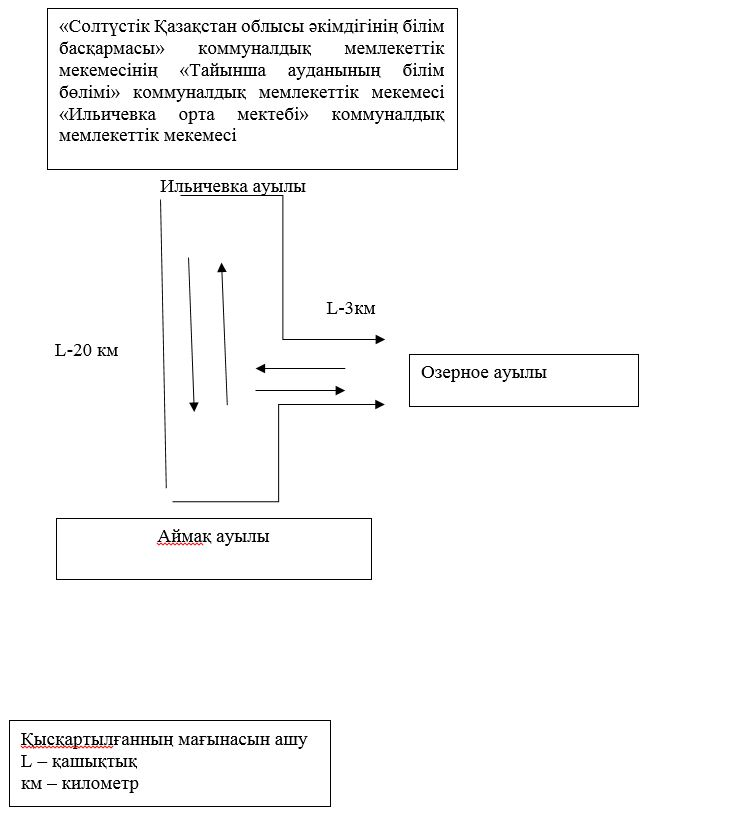 «Солтүстік Қазақстан облысы әкімдігінің білім
басқармасы» коммуналдық мемлекеттік
мекемесінің «Тайынша ауданының білім
бөлімі» коммуналдық мемлекеттік мекемесі
«Ильичевка орта мектебі» коммуналдық
мемлекеттік мекемесі
Ильичевка ауылы
L-3км
L-20 км
Озерное ауылы
Аймақ ауылы
Қысқартылғанның мағынасын ашу
L – қашықтық
км – километр